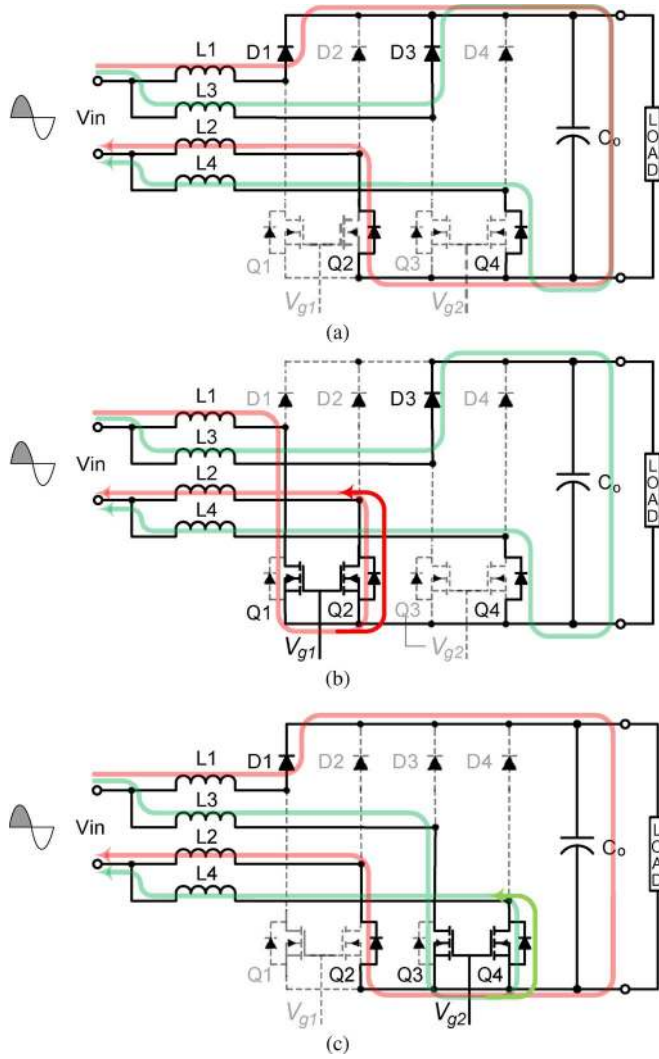 L1
D1
D2
D3
D4
L3
Vin
L2
L4
Co
LOAD
Q1
Q2
Q3
Q4
Vg1
Vg2
(a)
L1
D1
D2
D3
D4
L3
Vin
L2
L4
Co
LOAD
Q1
Q2
Q3
Q4
Vg1
Vg2
(b)
L1
D1
D2
D3
D4
L3
Vin
L2
L4
Co
LOAD
Q1
Q2
Q3
Q4
Vg1
Vg2
(c)